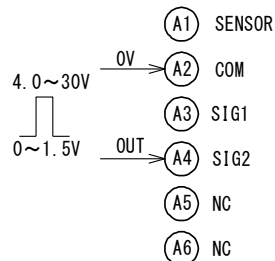 A1 SENSOR
0V
A2 COM
4.0～30V
A3 SIG1
0～1.5V
OUT
A4 SIG2
A5 NC
A6 NC